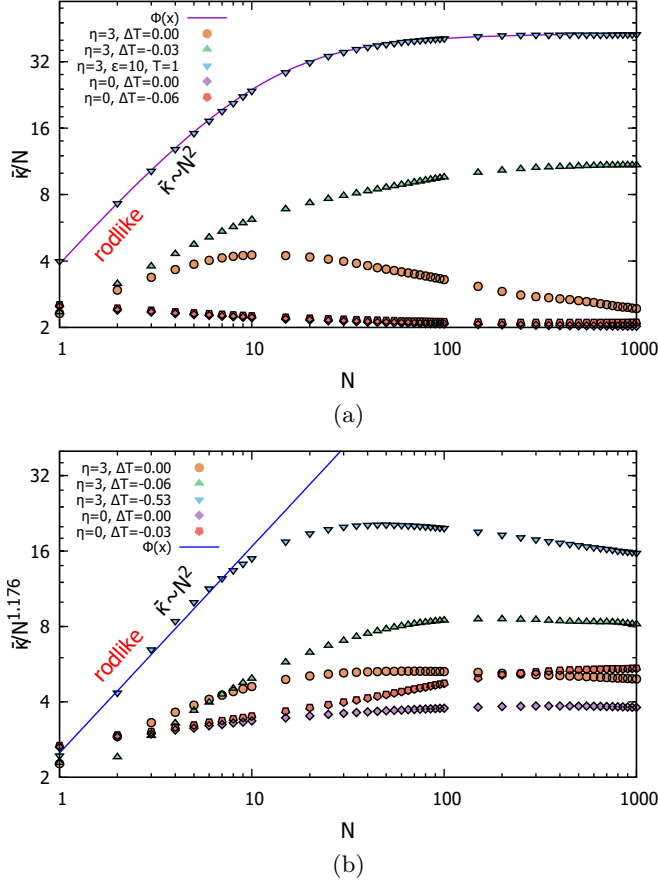 Φ(x)
η=3, ΔT=0.00
η=3, ΔT=-0.03
η=3, ε=10, T=1
η=0, ΔT=0.00
η=0, ΔT=-0.06
32
16
8
4
2
κ̄/N
κ̄~N²
rodlike
1
10
100
1000
N
(a)
η=3, ΔT=0.00
η=3, ΔT=-0.06
η=3, ΔT=-0.53
η=0, ΔT=0.00
η=0, ΔT=-0.03
Φ(x)
32
16
8
4
2
κ̄/N^1.176
κ̄~N²
rodlike
1
10
100
1000
N
(b)